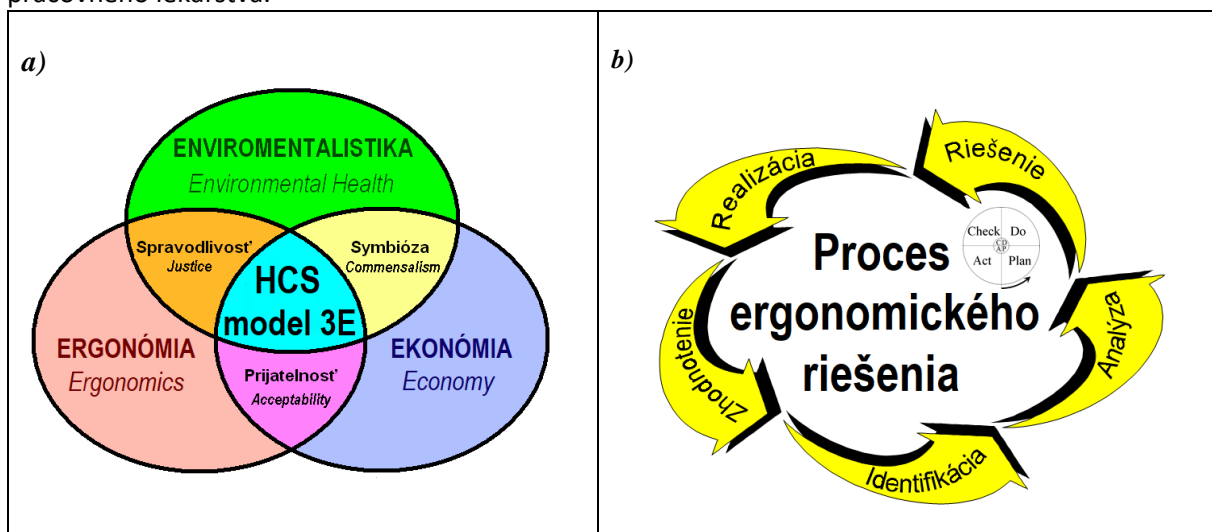 pracovného lekárstva.
a)
ENVIROMENTALISTIKA
Environmental Health
Spravodlivosť
Justice
Symbióza
Commensalism
HCS
model 3E
ERGONÓMIA
Ergonomics
EKONÓMIA
Economy
Prijatelnosť
Acceptability
b)
Realizácia
Riešenie
Check Do
C D
A P
Act Plan
Proces
ergonomického
riešenia
Zhodnotenie
Analýza
Identifikácia